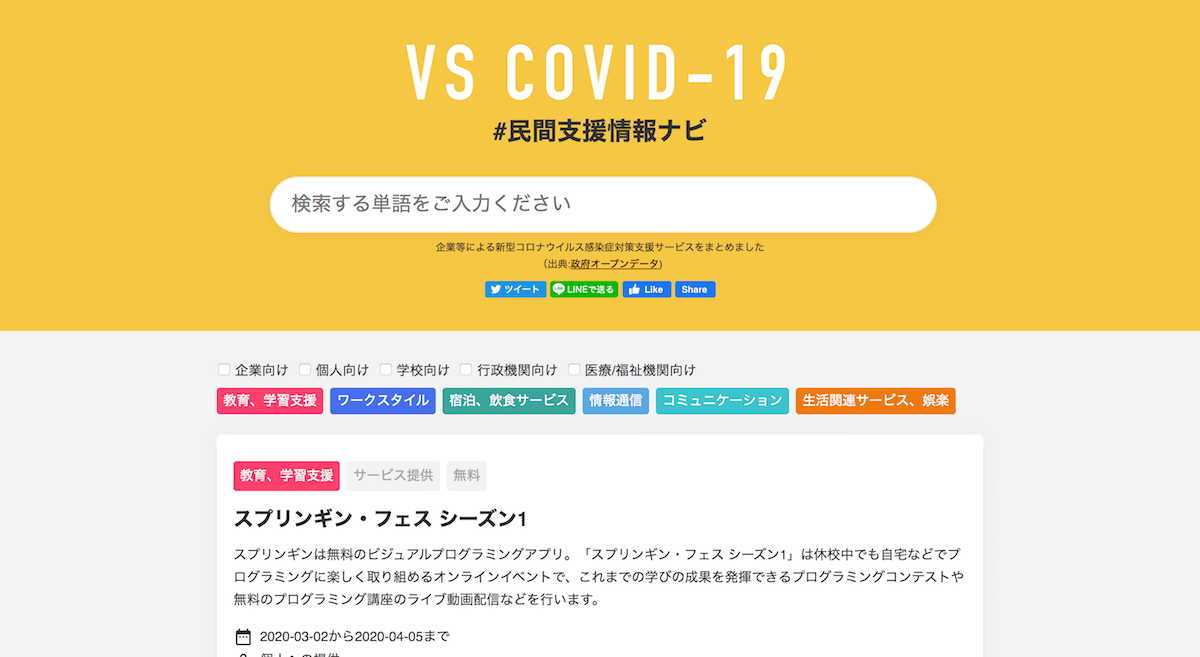 VS COVID-19
#民間支援情報ナビ
検索する単語をご入力ください
企業等による新型コロナウイルス感染症対策支援サービスをまとめました
（出典:政府オープンデータ)
ツイート LINEで送る Like Share
企業向け 個人向け 学校向け 行政機関向け 医療/福祉機関向け
教育、学習支援 ワークスタイル 宿泊、飲食サービス 情報通信 コミュニケーション 生活関連サービス、娯楽
教育、学習支援 サービス提供 無料
スプリンギン・フェス シーズン1
スプリンギンは無料のビジュアルプログラミングアプリ。「スプリンギン・フェス シーズン1」は休校中でも自宅などでプ
ログラミングに楽しく取り組めるオンラインイベントで、これまでの学びの成果を発揮できるプログラミングコンテストや
無料のプログラミング講座のライブ動画配信などを行います。
2020-03-02から2020-04-05まで